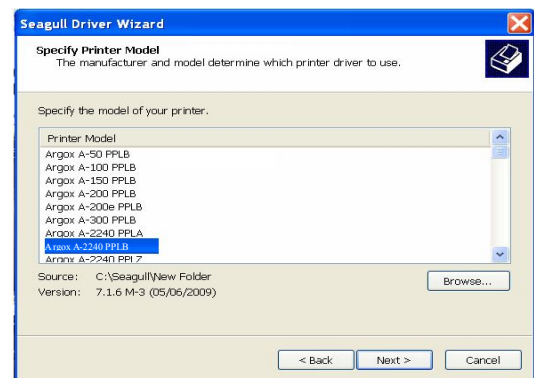 Seagull Driver Wizard
Specify Printer Model
The manufacturer and model determine which printer driver to use.
Specify the model of your printer.
Printer Model
Argox A-50 PPLB
Argox A-100 PPLB
Argox A-150 PPLB
Argox A-200 PPLB
Argox A-200e PPLB
Argox A-300 PPLB
Argox A-2240 PPLA
Argox A-2240 PPLB
Argox A-2240 PPLZ
Source: C:\Seagull\New Folder
Browse...
Version: 7.1.6 M-3 (05/06/2009)
< Back Next > Cancel